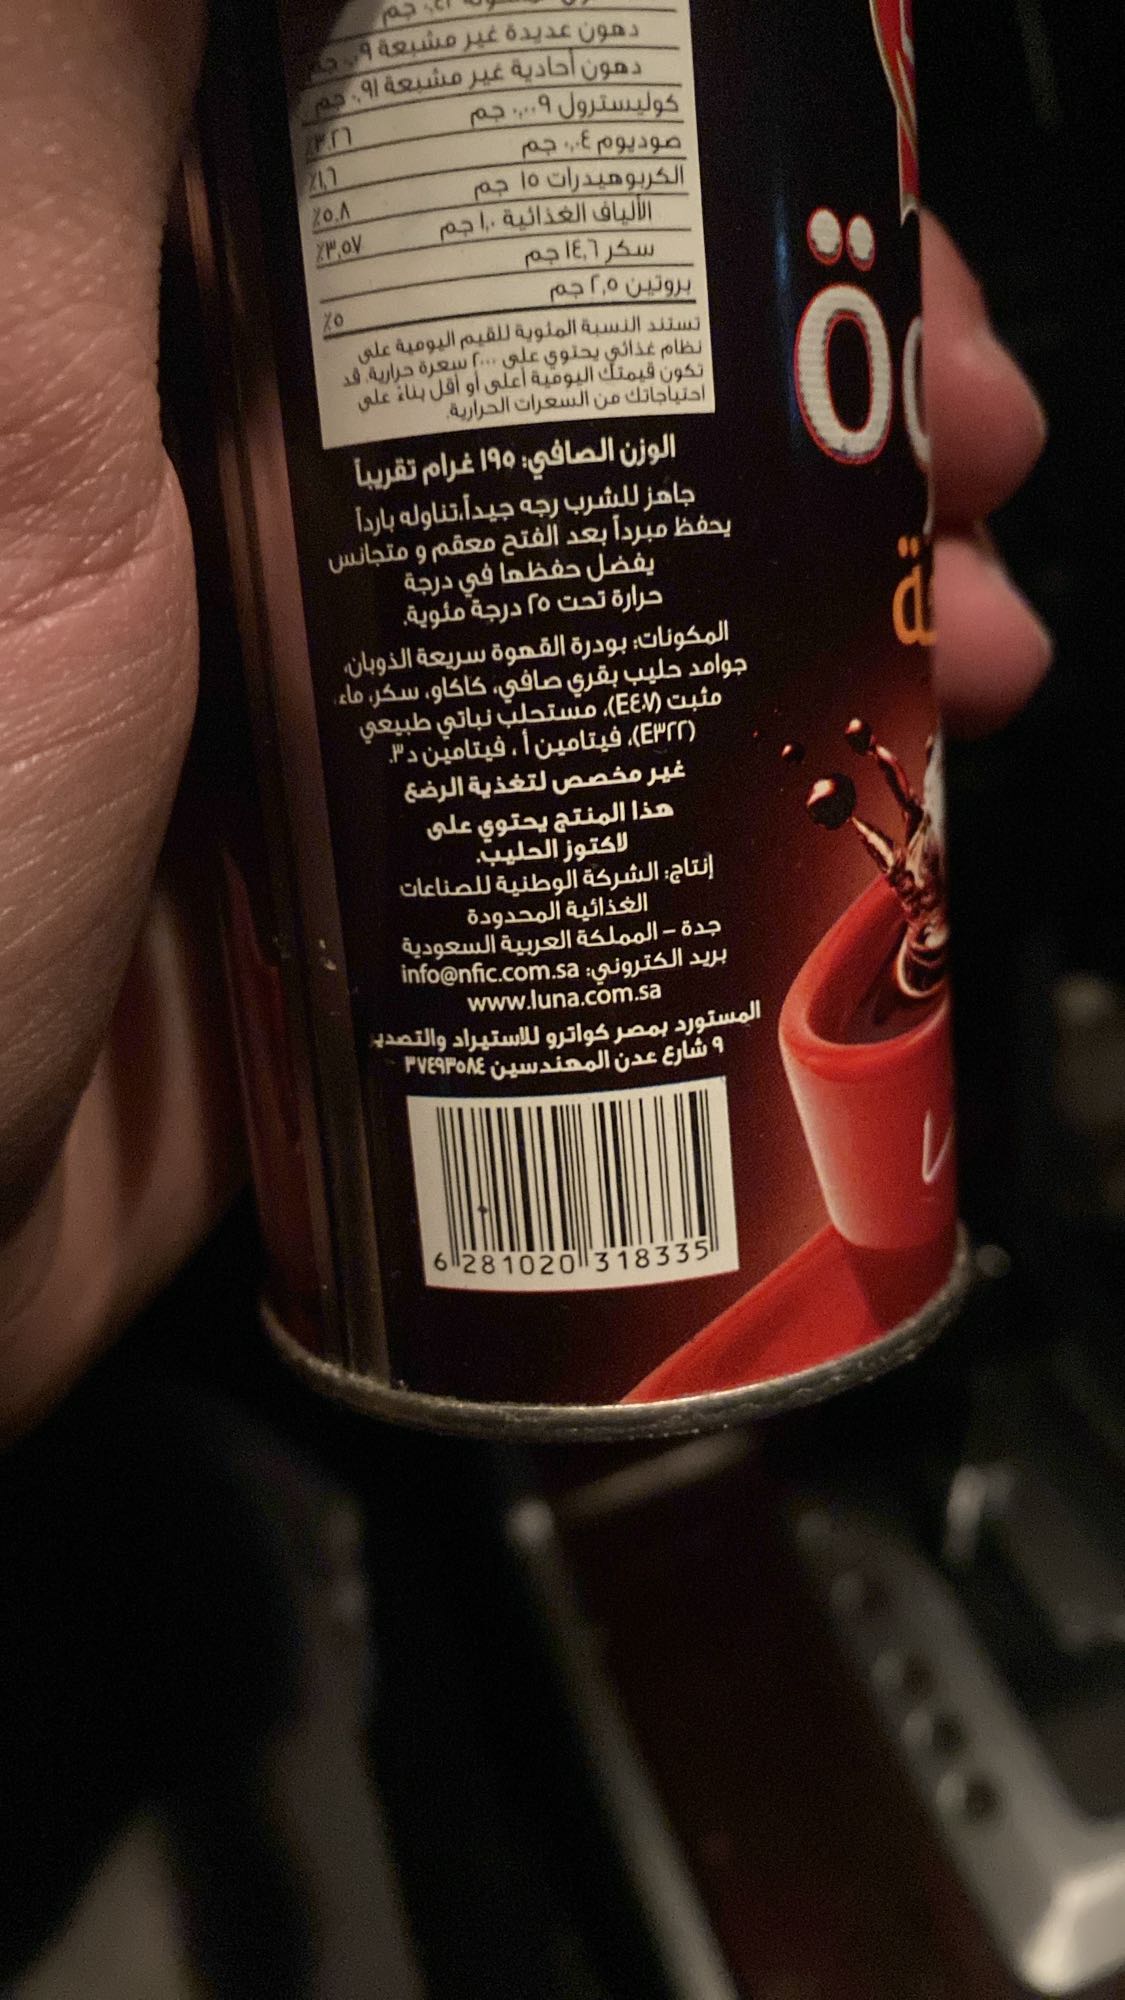 دهون عديدة غير مشبعة
دهون أحادية غير مشبعة ٠,٩١ جم
كوليسترول ٠,٠٠٩ جم ٣,٢٦٪
صوديوم ٠,٠٤ جم ١,٦٪
الكربوهيدرات ١٥ جم ٥,٨٪
الألياف الغذائية ١,٠ جم ٣,٥٧٪
سكر ١٤,٦ جم
بروتين ٢,٥ جم ٥٪
تستند النسبة المئوية للقيم اليومية على
نظام غذائي يحتوي على ٢٠٠٠ سعرة حرارية. قد
تكون قيمتك اليومية أعلى أو أقل بناءً على
احتياجاتك من السعرات الحرارية.
الوزن الصافي: ١٩٥ غرام تقريباً
جاهز للشرب رجه جيداً،تناوله بارداً
يحفظ مبرداً بعد الفتح معقم و متجانس
يفضل حفظها في درجة
حرارة تحت ٢٥ درجة مئوية.
المكونات: بودرة القهوة سريعة الذوبان،
جوامد حليب بقري صافي، كاكاو، سكر، ماء،
مثبت (E٤٠٧)، مستحلب نباتي طبيعي
(E٣٢٢)، فيتامين أ ، فيتامين د٣.
غير مخصص لتغذية الرضع
هذا المنتج يحتوي على
لاكتوز الحليب.
إنتاج: الشركة الوطنية للصناعات
الغذائية المحدودة
جدة – المملكة العربية السعودية
بريد الكتروني: info@nfic.com.sa
www.luna.com.sa
المستورد بمصر كواترو للاستيراد والتصدير
٩ شارع عدن المهندسين ٣٧٤٩٣٥٨٤
6 281020 318335